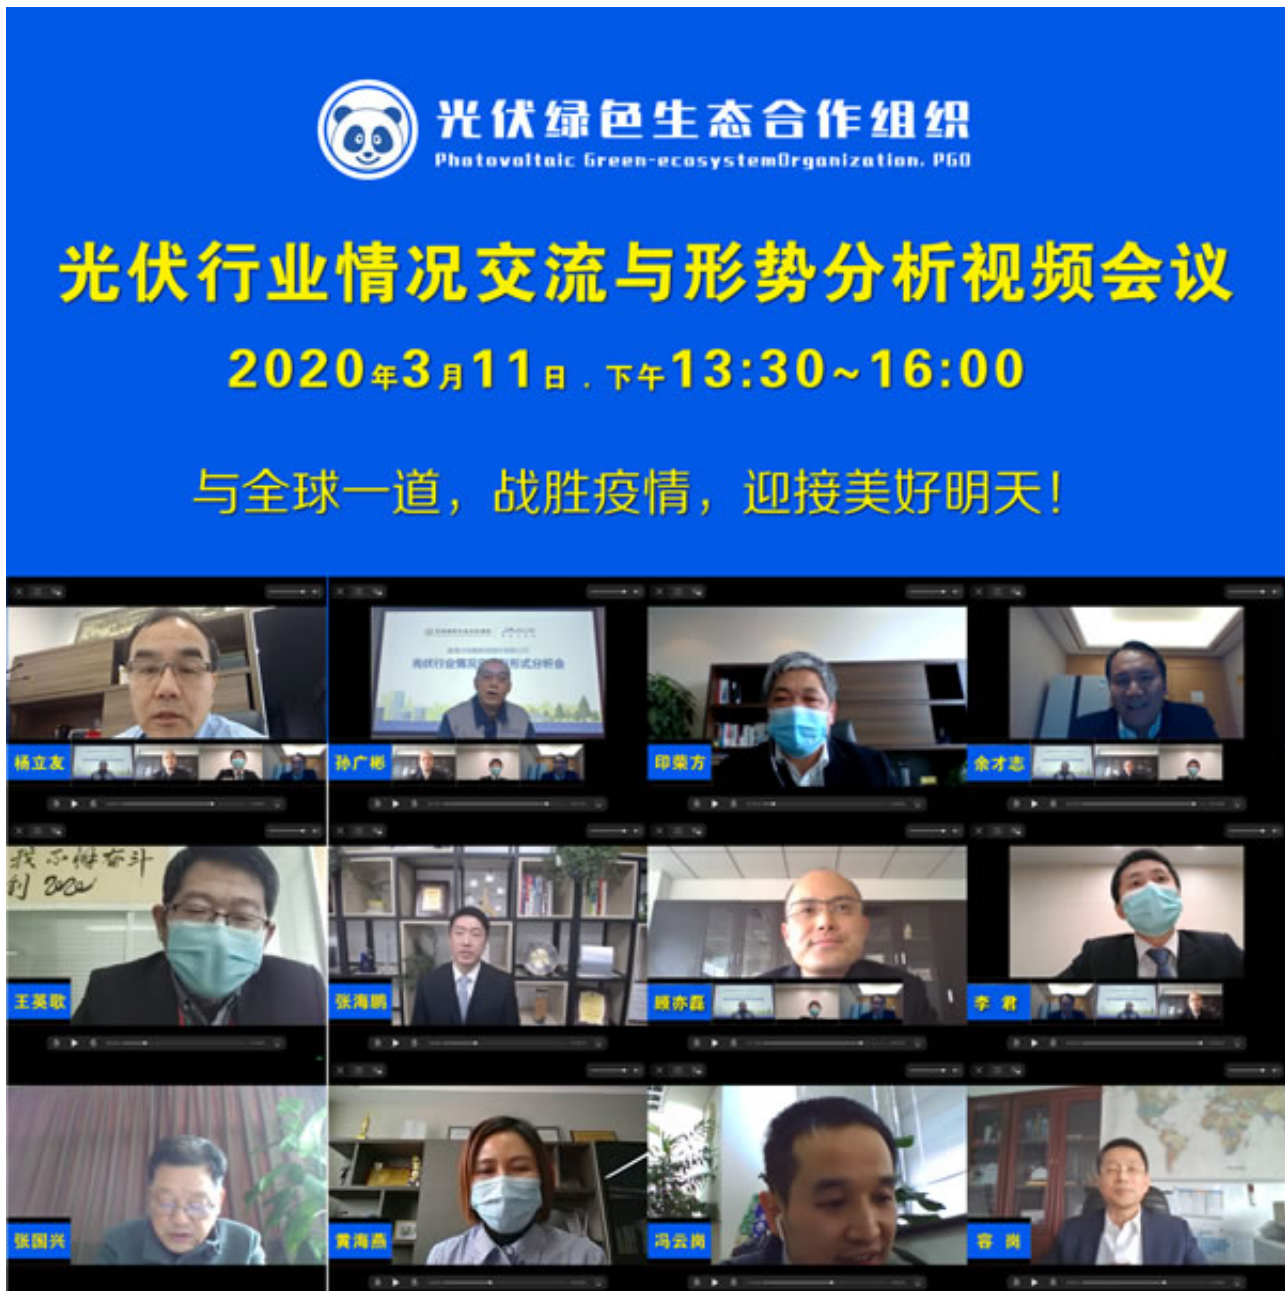 光伏绿色生态合作组织
Photovoltaic Green-ecosystemOrganization. PGO
光伏行业情况交流与形势分析视频会议
2020年3月11日.下午13:30~16:00
与全球一道，战胜疫情，迎接美好明天！
杨立友
孙广彬
印荣方
余才志
王英歌
张海鹏
顾亦磊
李 君
张国兴
黄海燕
冯云岗
容 岗